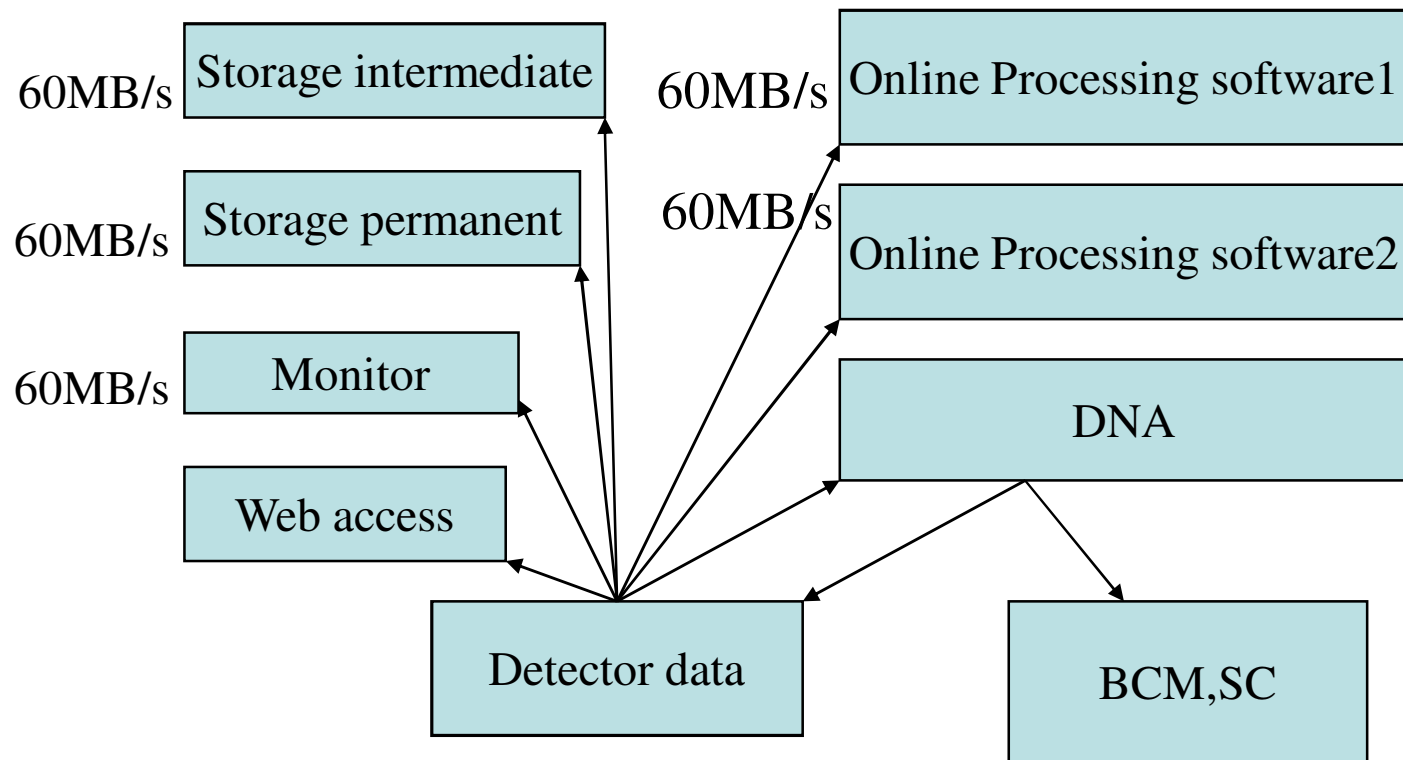 60MB/s
Storage intermediate
60MB/s
Online Processing software1
60MB/s
Storage permanent
60MB/s
Online Processing software2
60MB/s
Monitor
DNA
Web access
Detector data
BCM,SC